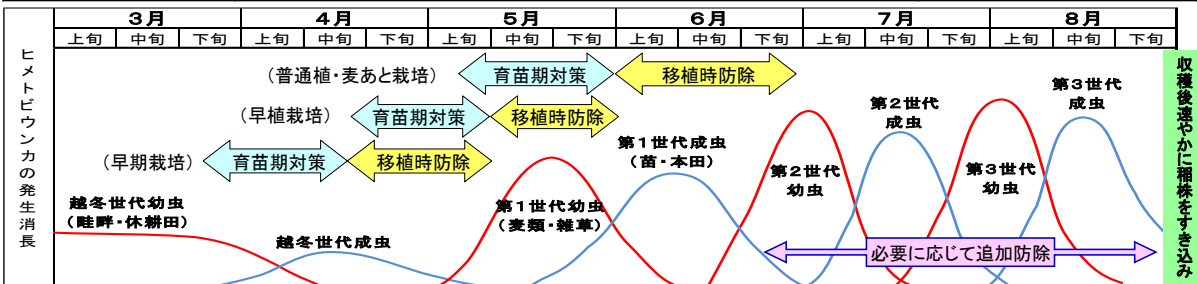 3月 4月 5月 6月 7月 8月
上旬 中旬 下旬 上旬 中旬 下旬 上旬 中旬 下旬 上旬 中旬 下旬 上旬 中旬 下旬 上旬 中旬 下旬
ヒメトビウンカの発生消長
（普通植・麦あと栽培） 育苗期対策 移植時防除
（早植栽培） 育苗期対策 移植時防除
（早期栽培） 育苗期対策 移植時防除
越冬世代幼虫
（畦畔・休耕田）
越冬世代成虫
第1世代幼虫
（麦類・雑草）
第1世代成虫
（苗・本田）
第2世代
幼虫
第2世代
成虫
第3世代
幼虫
第3世代
成虫
必要に応じて追加防除
収穫後速やかに稲株をすき込み